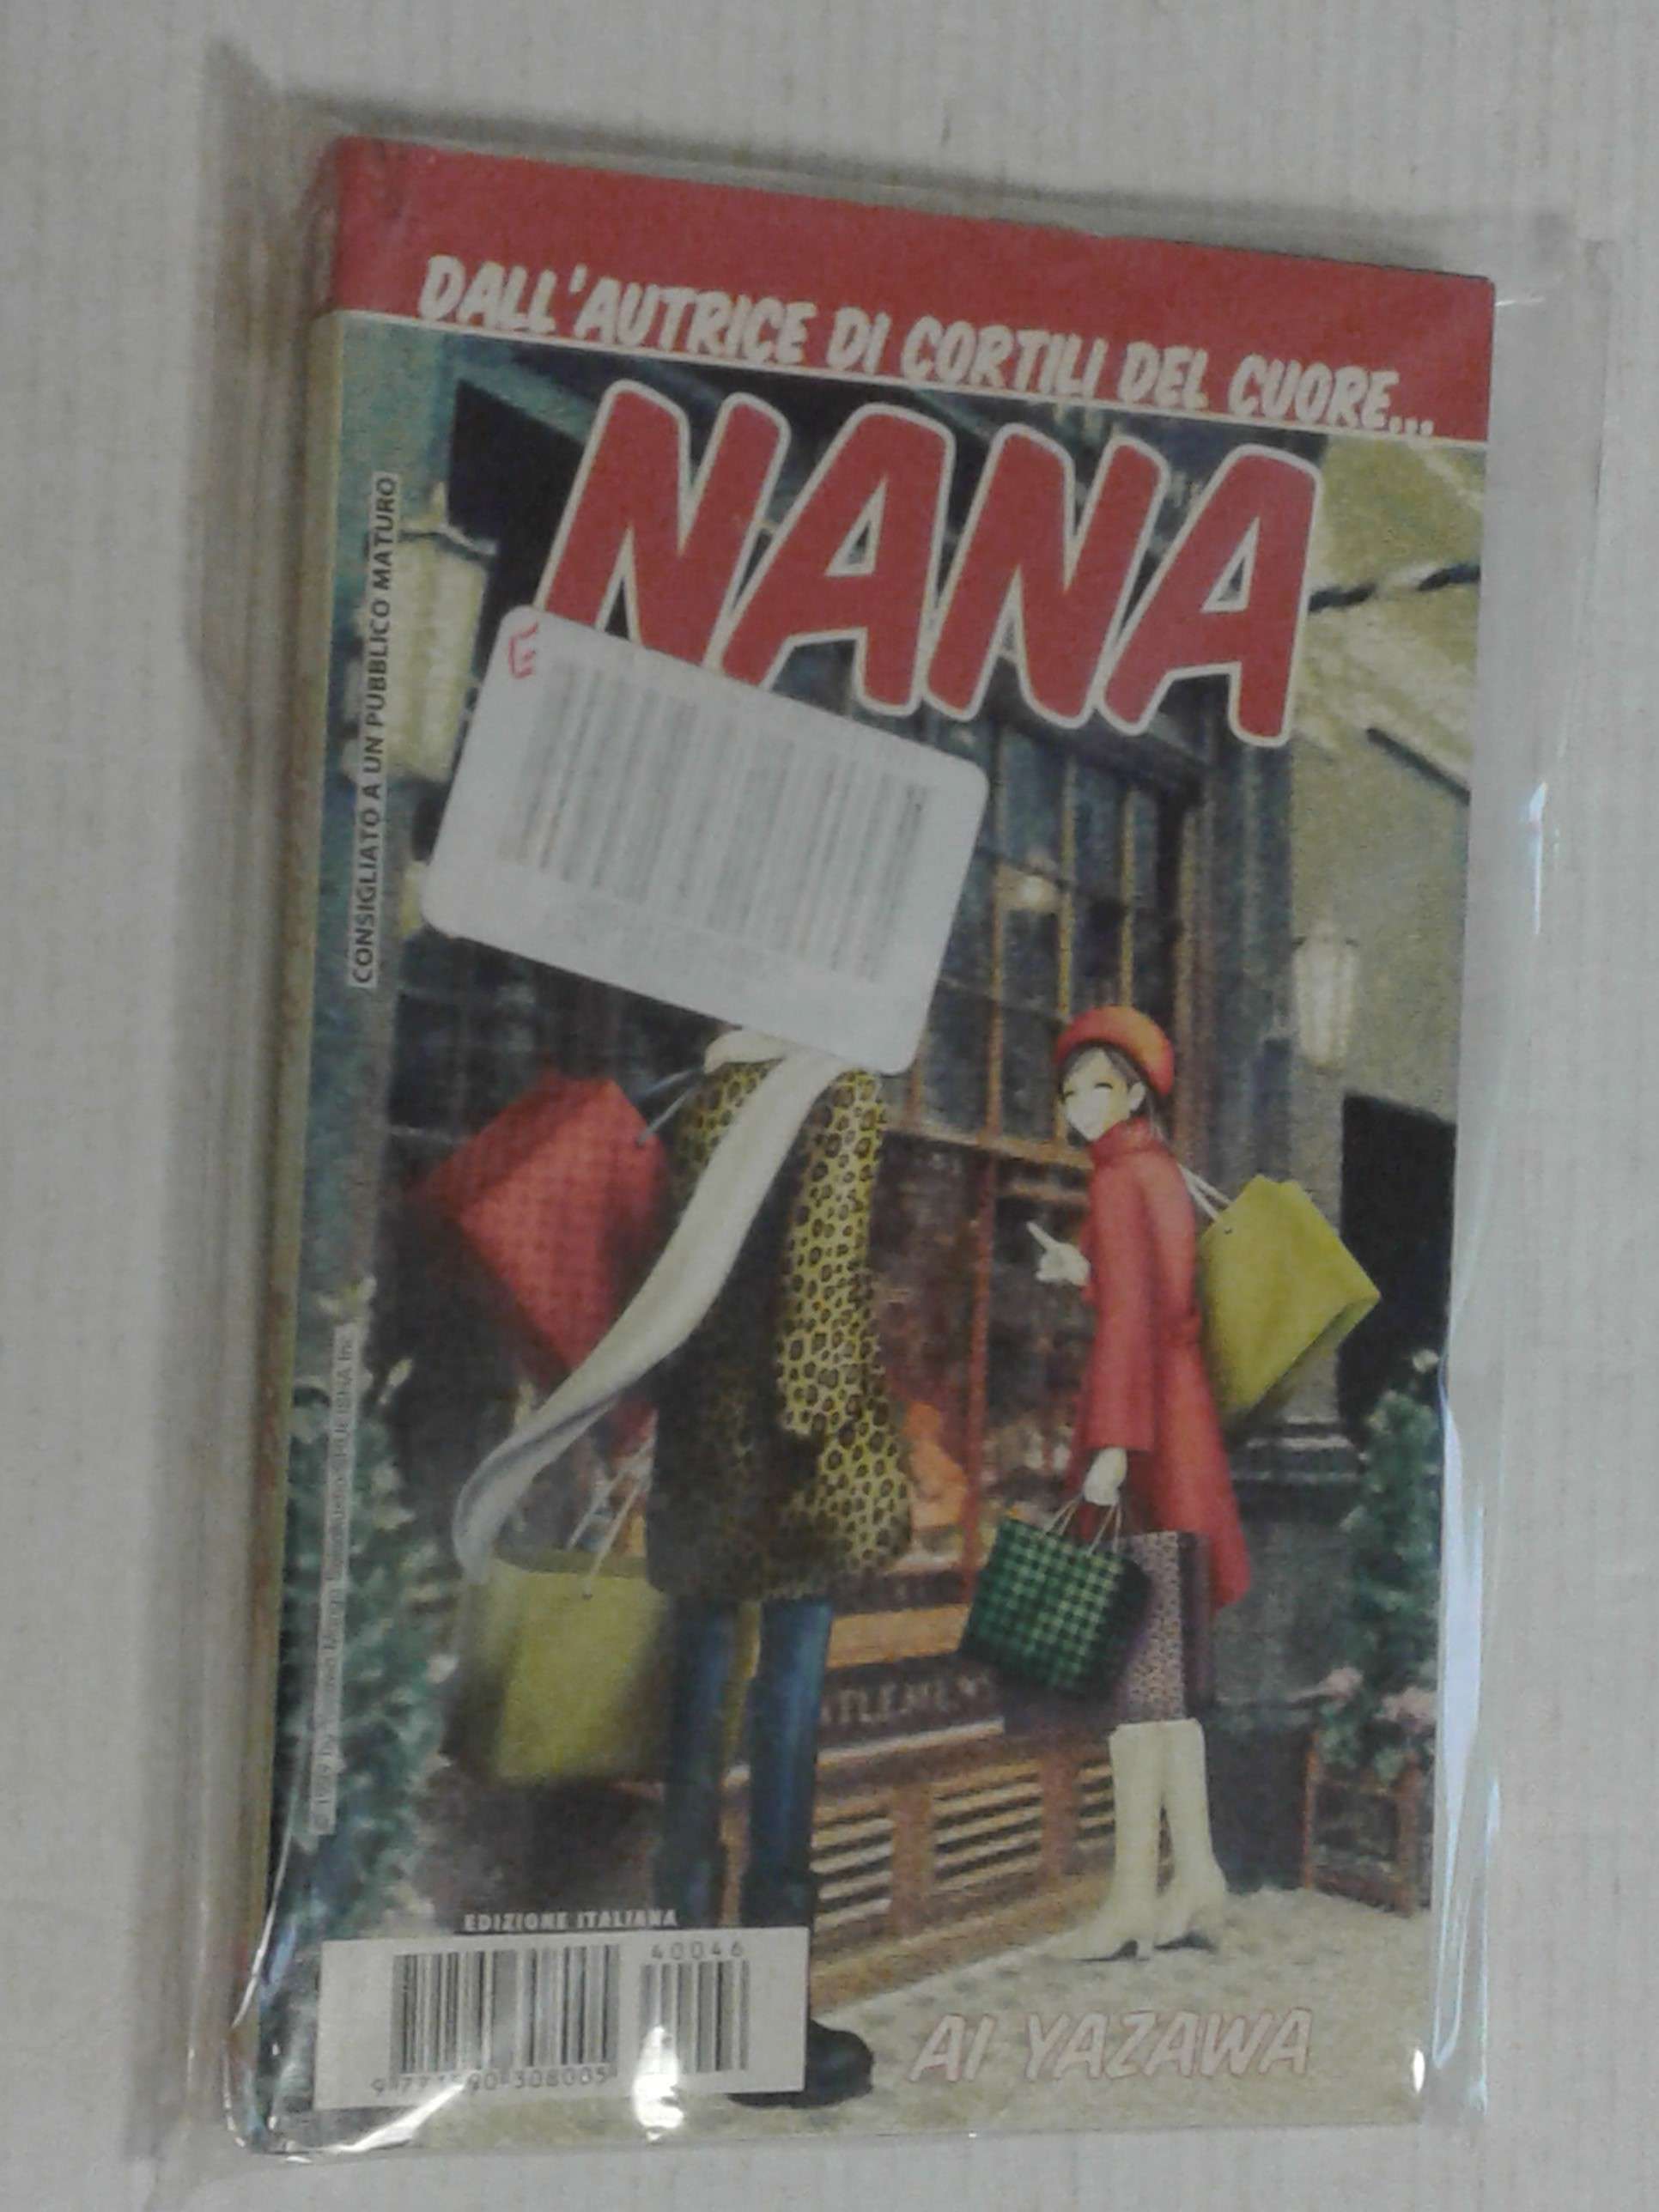 DALL'AUTRICE DI CORTILI DEL CUORE...
NANA
CONSIGLIATO A UN PUBBLICO MATURO
EDIZIONE ITALIANA
40046
AI YAZAWA